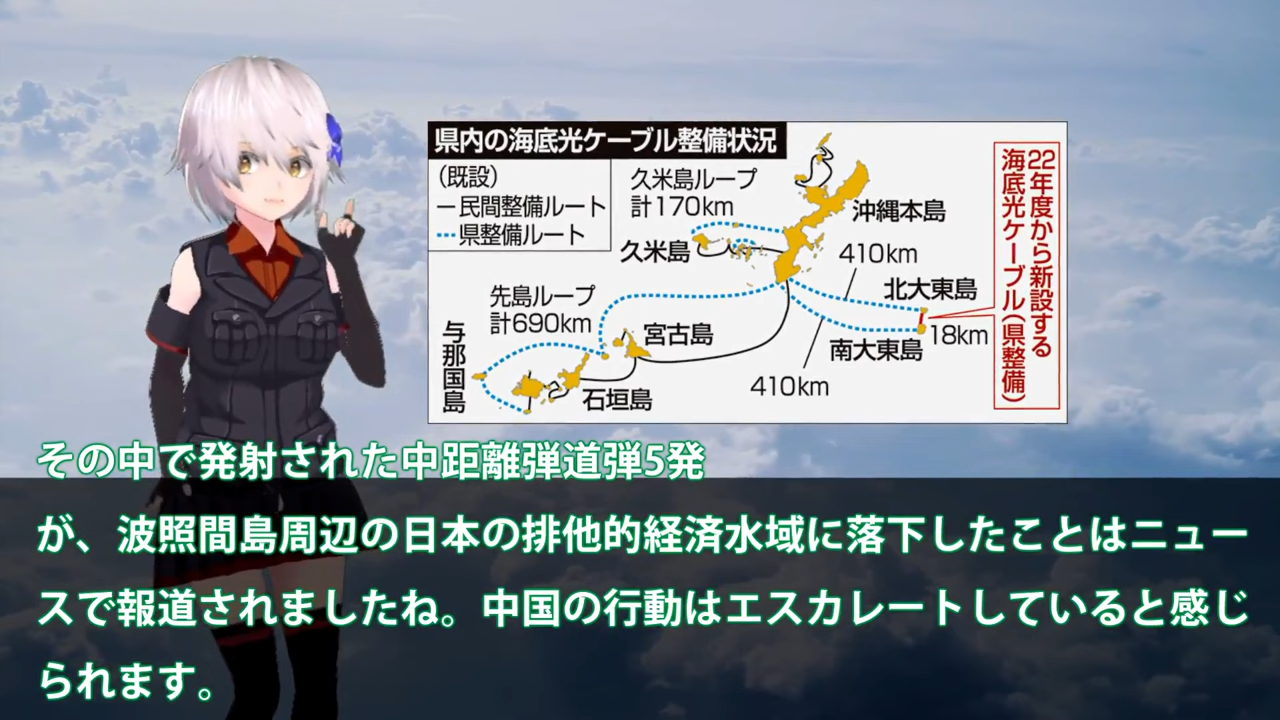 県内の海底光ケーブル整備状況
(既設)
民間整備ルート
県整備ルート
久米島ループ
計170km
久米島
沖縄本島
410km
北大東島
18km
南大東島
410km
先島ループ
計690km
宮古島
石垣島
与那国島
22年度から新設する
海底光ケーブル(県整備)
その中で発射された中距離弾道弾5発
が、波照間島周辺の日本の排他的経済水域に落下したことはニュー
スで報道されましたね。中国の行動はエスカレートしていると感じ
られます。